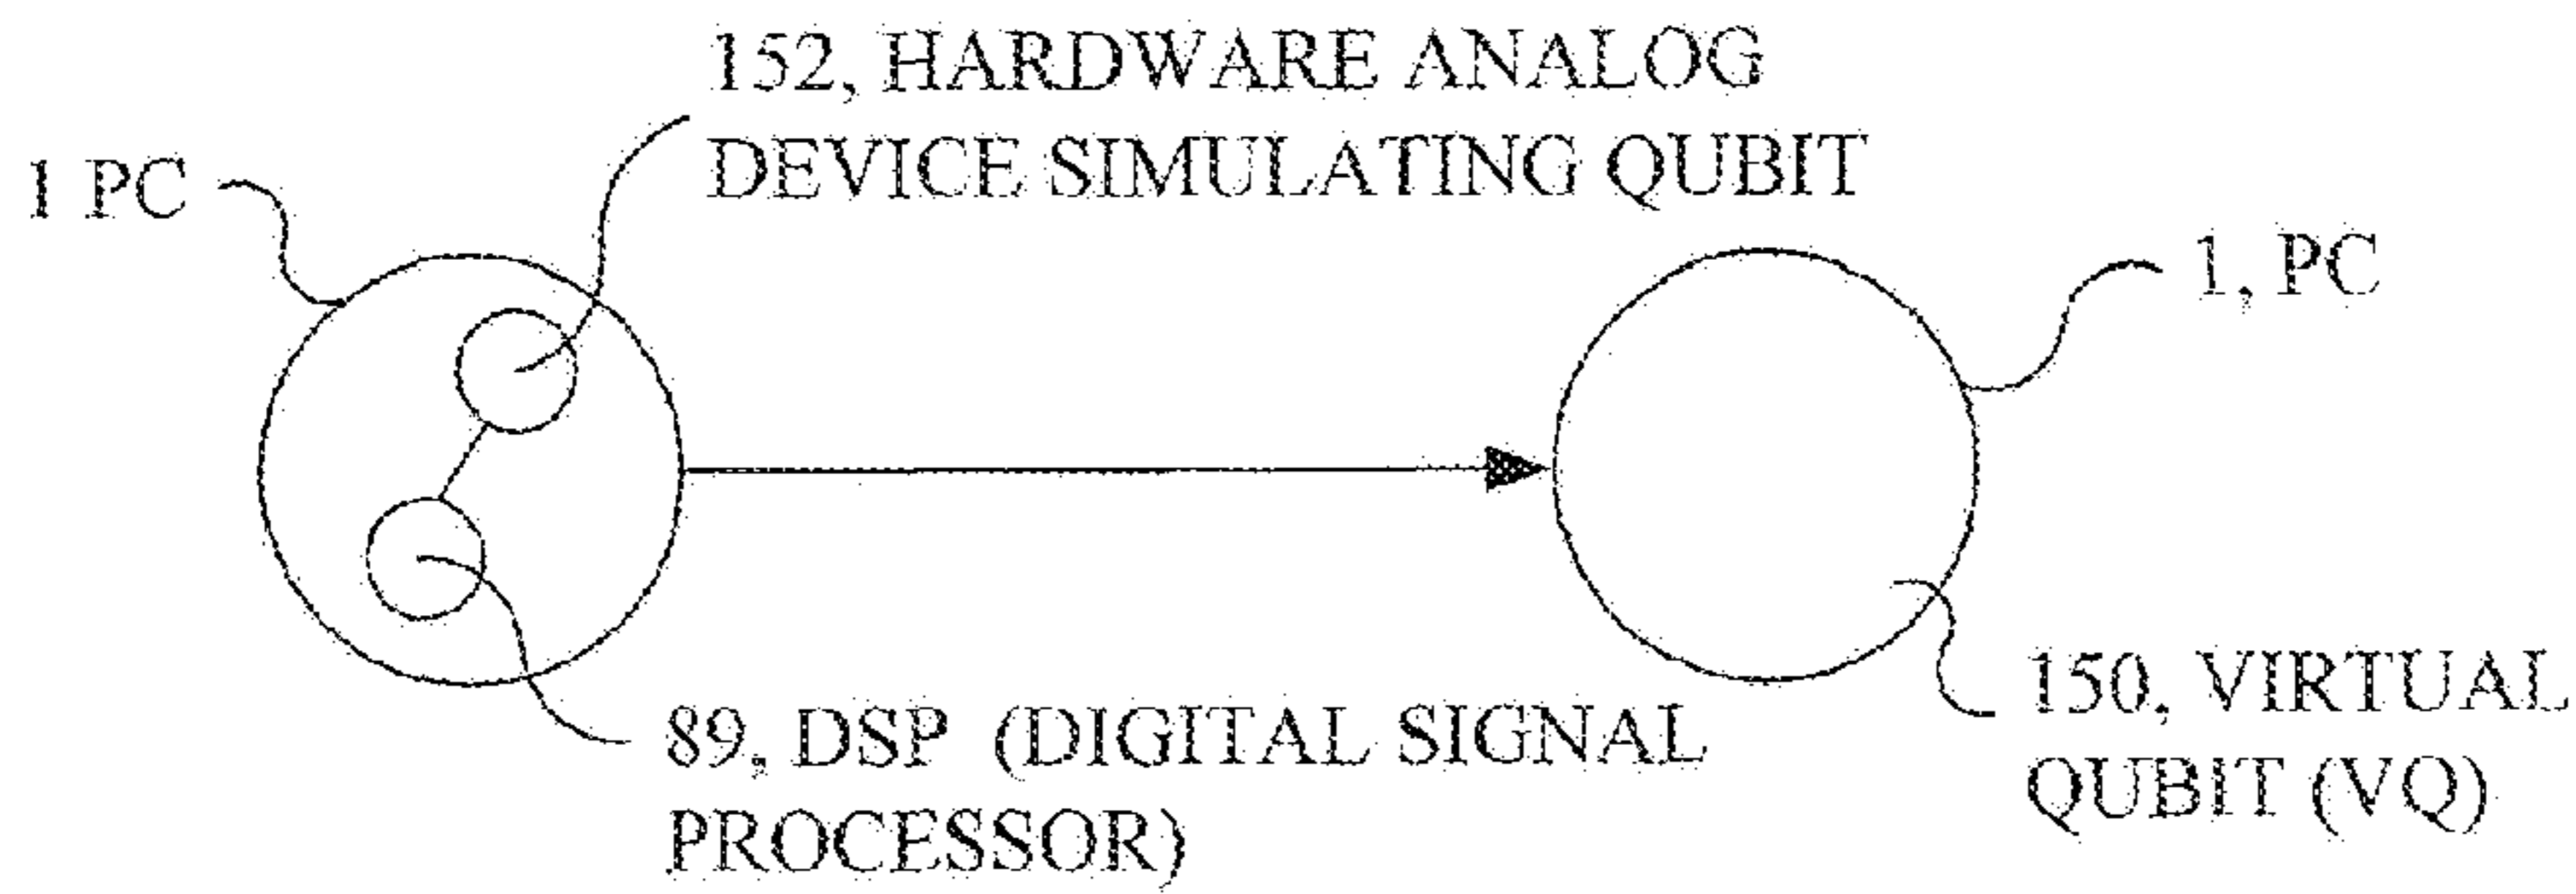 152, HARDWARE ANALOG
DEVICE SIMULATING QUBIT
1 PC
1, PC
89, DSP (DIGITAL SIGNAL
PROCESSOR)
150, VIRTUAL
QUBIT (VQ)